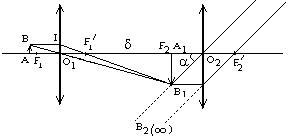 B I F₁′ δ F₂ A₁ F₂′
A F₁ O₁ α O₂
B₁
B₂(∞)